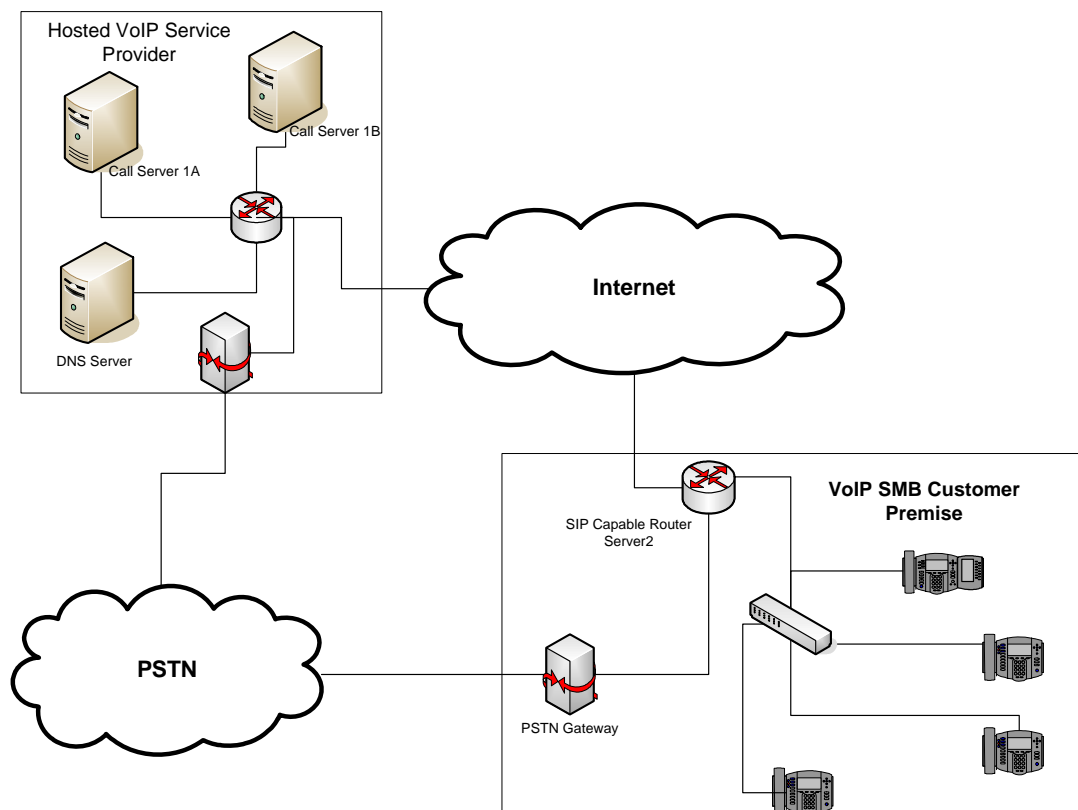 Hosted VoIP Service
Provider
Call Server 1B
Call Server 1A
DNS Server
Internet
VoIP SMB Customer
Premise
SIP Capable Router
Server2
PSTN
PSTN Gateway